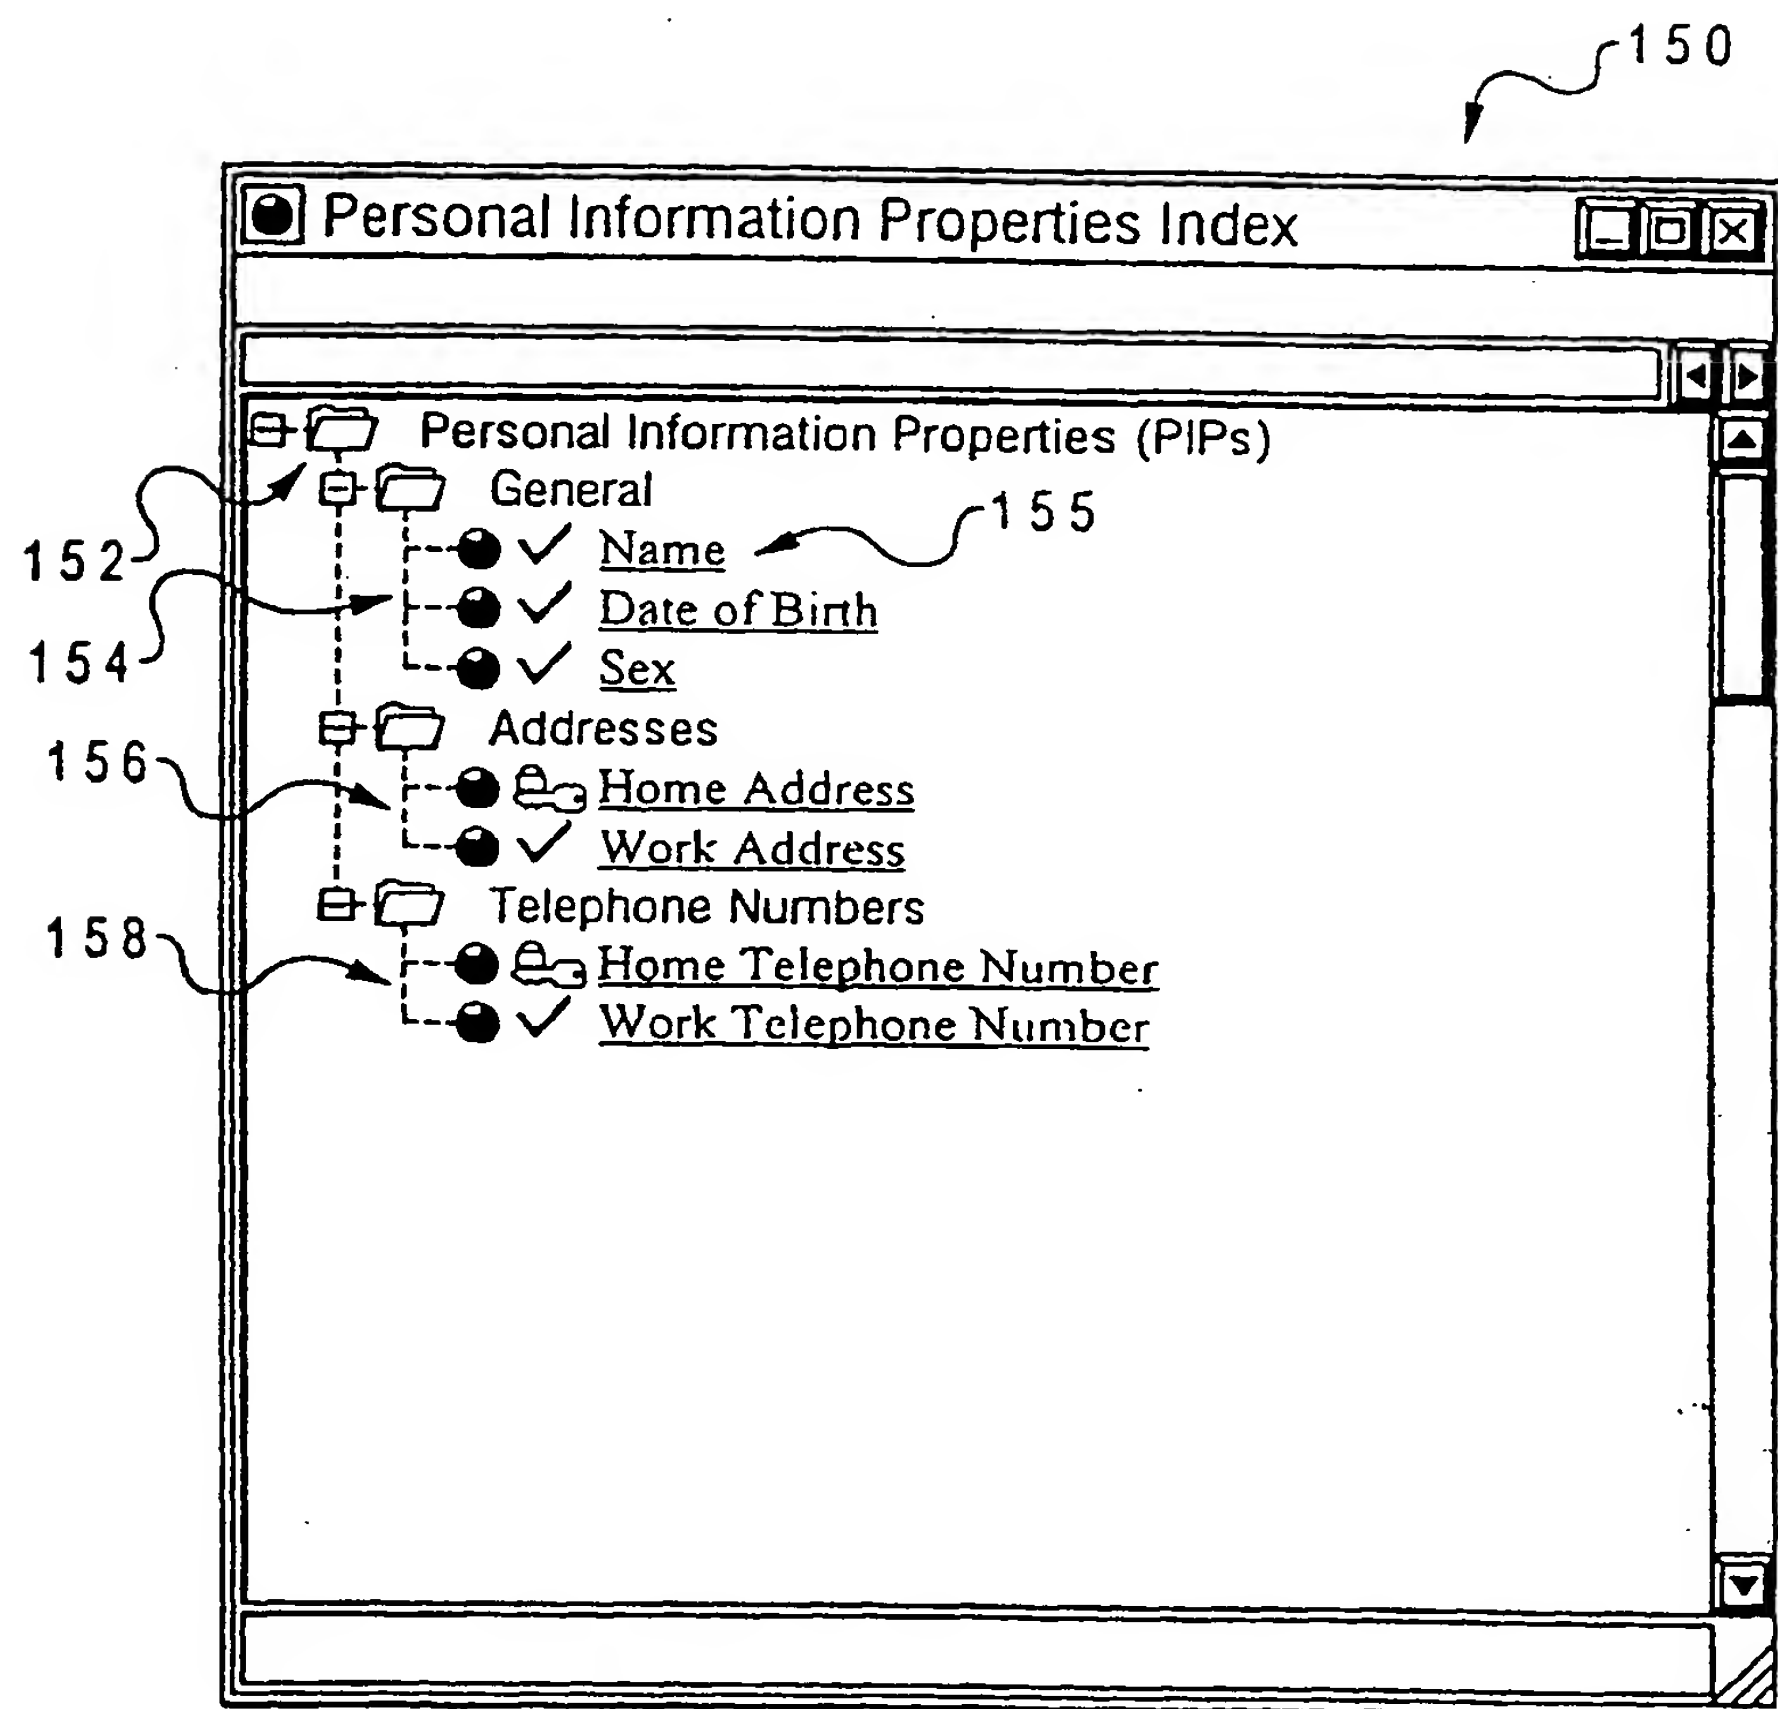 150
Personal Information Properties Index
Personal Information Properties (PIPs)
General
155
Name
152
Date of Birth
154
Sex
Addresses
156
Home Address
Work Address
Telephone Numbers
158
Home Telephone Number
Work Telephone Number